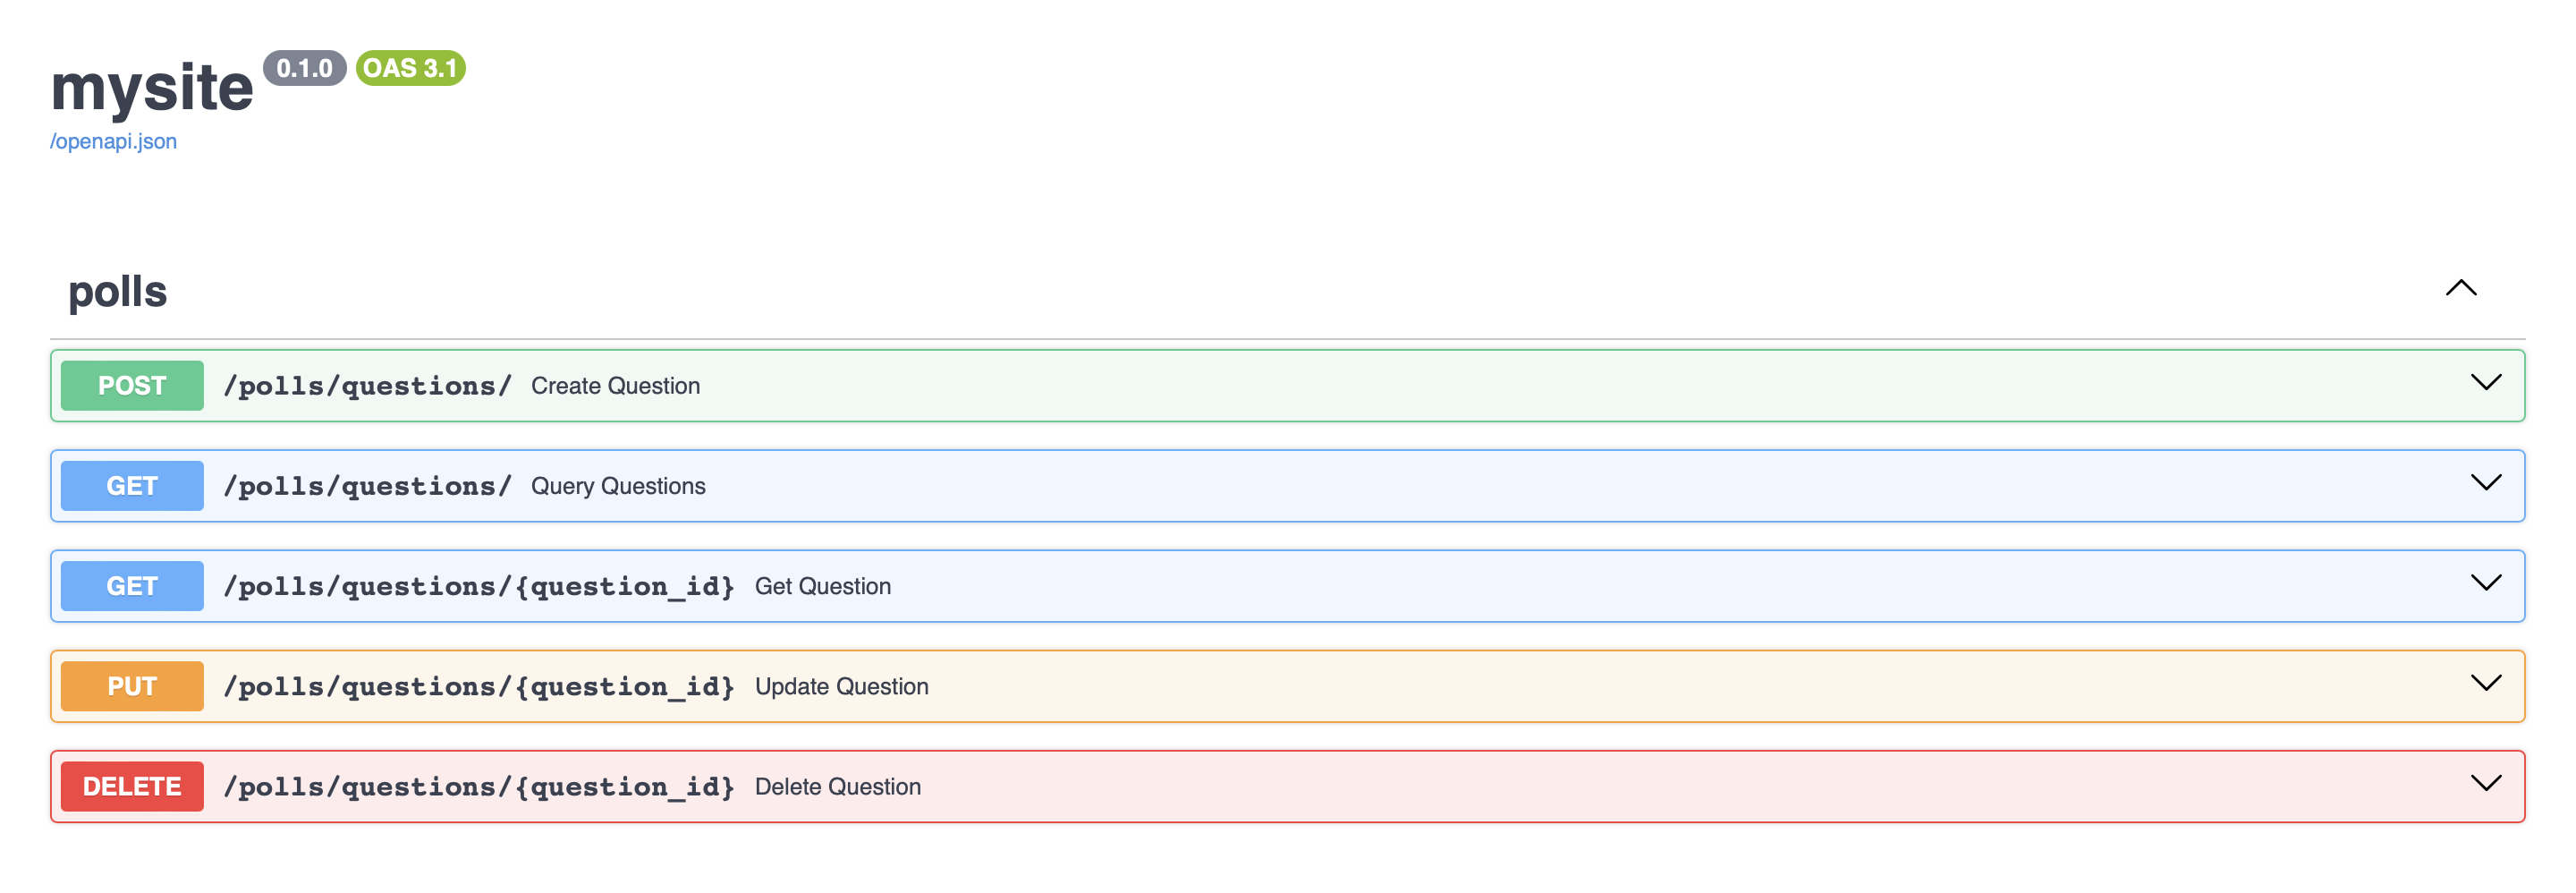 mysite 0.1.0 OAS 3.1
/openapi.json
polls
POST /polls/questions/ Create Question
GET /polls/questions/ Query Questions
GET /polls/questions/{question_id} Get Question
PUT /polls/questions/{question_id} Update Question
DELETE /polls/questions/{question_id} Delete Question